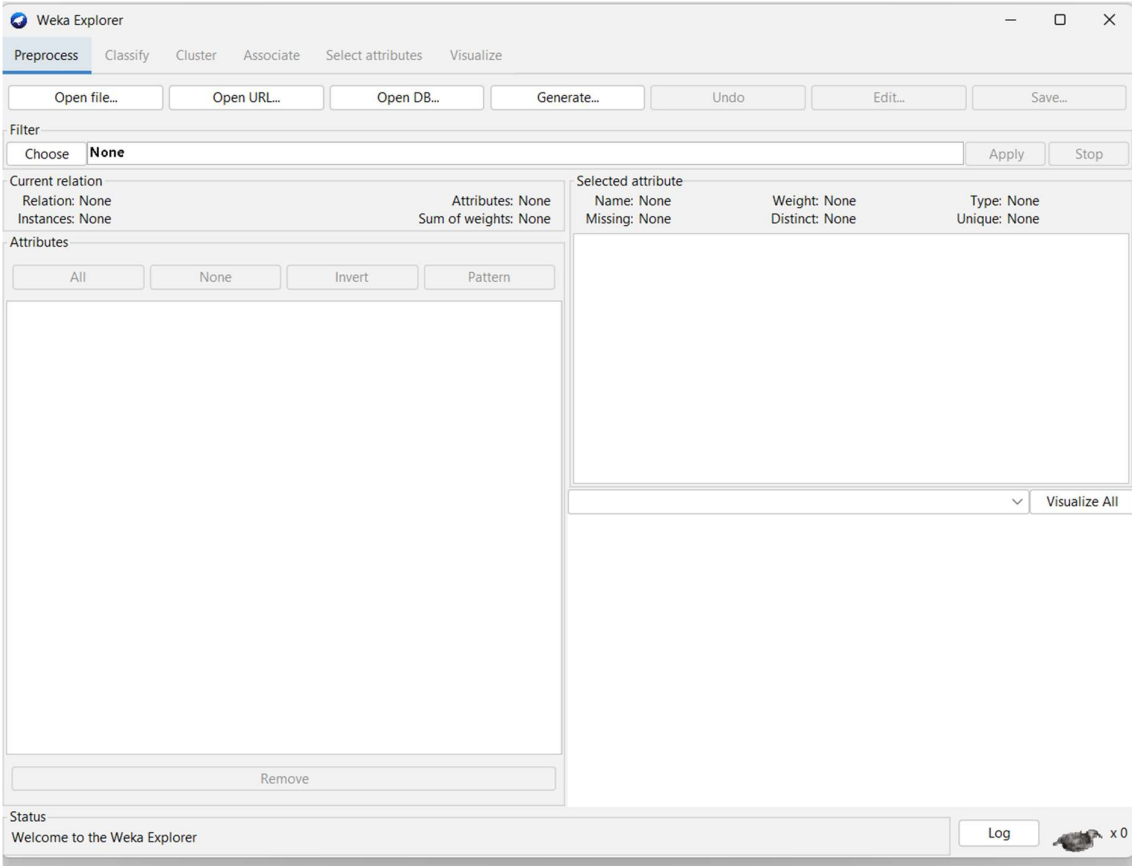 Weka Explorer
Preprocess Classify Cluster Associate Select attributes Visualize
Open file... Open URL... Open DB... Generate... Undo Edit... Save...
Filter
Choose None Apply Stop
Current relation
Relation: None Attributes: None
Instances: None Sum of weights: None
Selected attribute
Name: None Weight: None Type: None
Missing: None Distinct: None Unique: None
Attributes
All None Invert Pattern
Visualize All
Remove
Status
Welcome to the Weka Explorer
Log x 0